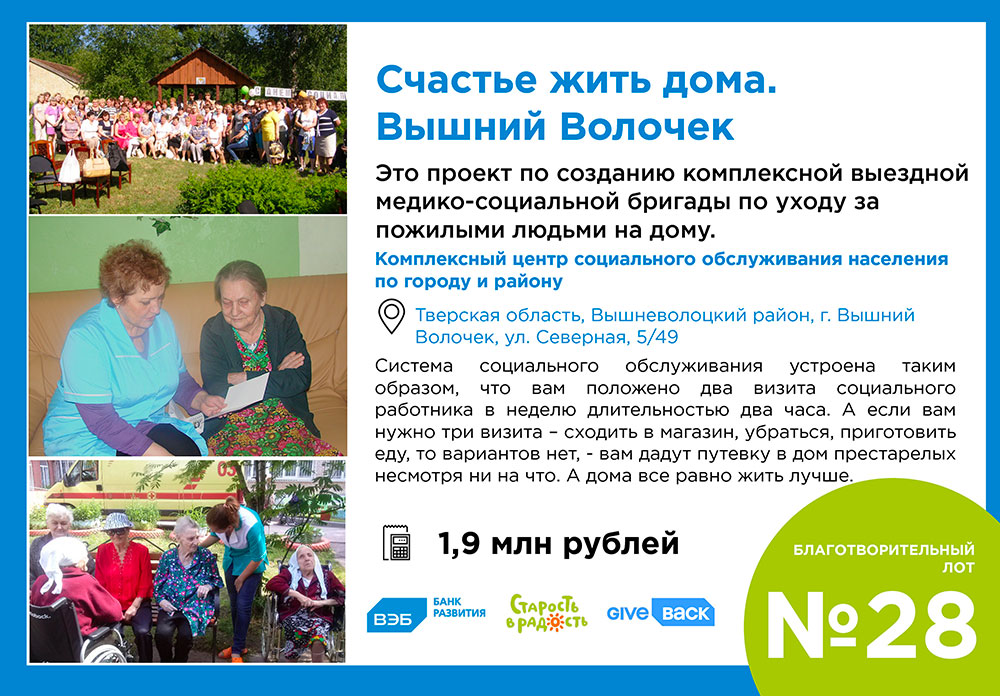 Счастье жить дома.
Вышний Волочек
Это проект по созданию комплексной выездной
медико-социальной бригады по уходу за
пожилыми людьми на дому.
Комплексный центр социального обслуживания населения
по городу и району
Тверская область, Вышневолоцкий район, г. Вышний
Волочек, ул. Северная, 5/49
Система социального обслуживания устроена таким
образом, что вам положено два визита социального
работника в неделю длительностью два часа. А если вам
нужно три визита – сходить в магазин, убраться, приготовить
еду, то вариантов нет, - вам дадут путевку в дом престарелых
несмотря ни на что. А дома все равно жить лучше.
1,9 млн рублей
ВЭБ
БАНК
РАЗВИТИЯ
Старость
в радость
GIVE BACK
БЛАГОТВОРИТЕЛЬНЫЙ
ЛОТ
№28
03